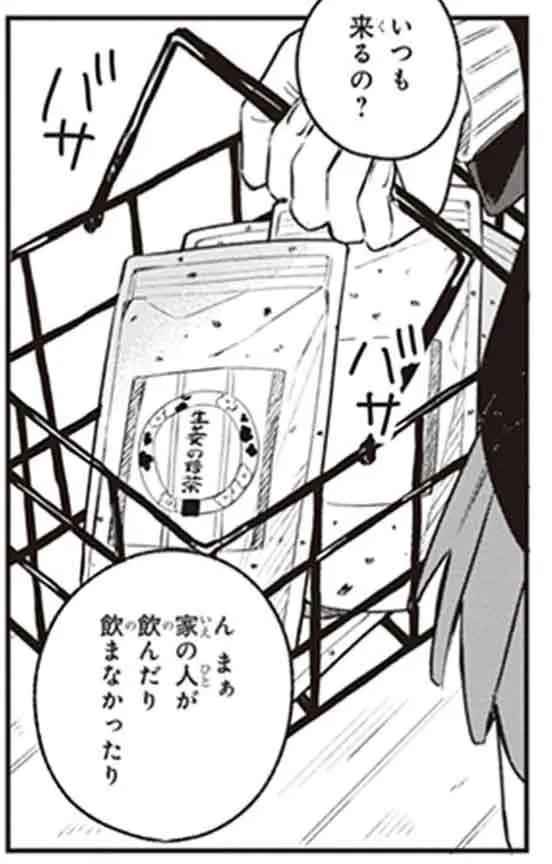 いつも
来るの？
バサ
バサ
生姜の棒茶
ん まぁ
家の人が
飲んだり
飲まなかったり